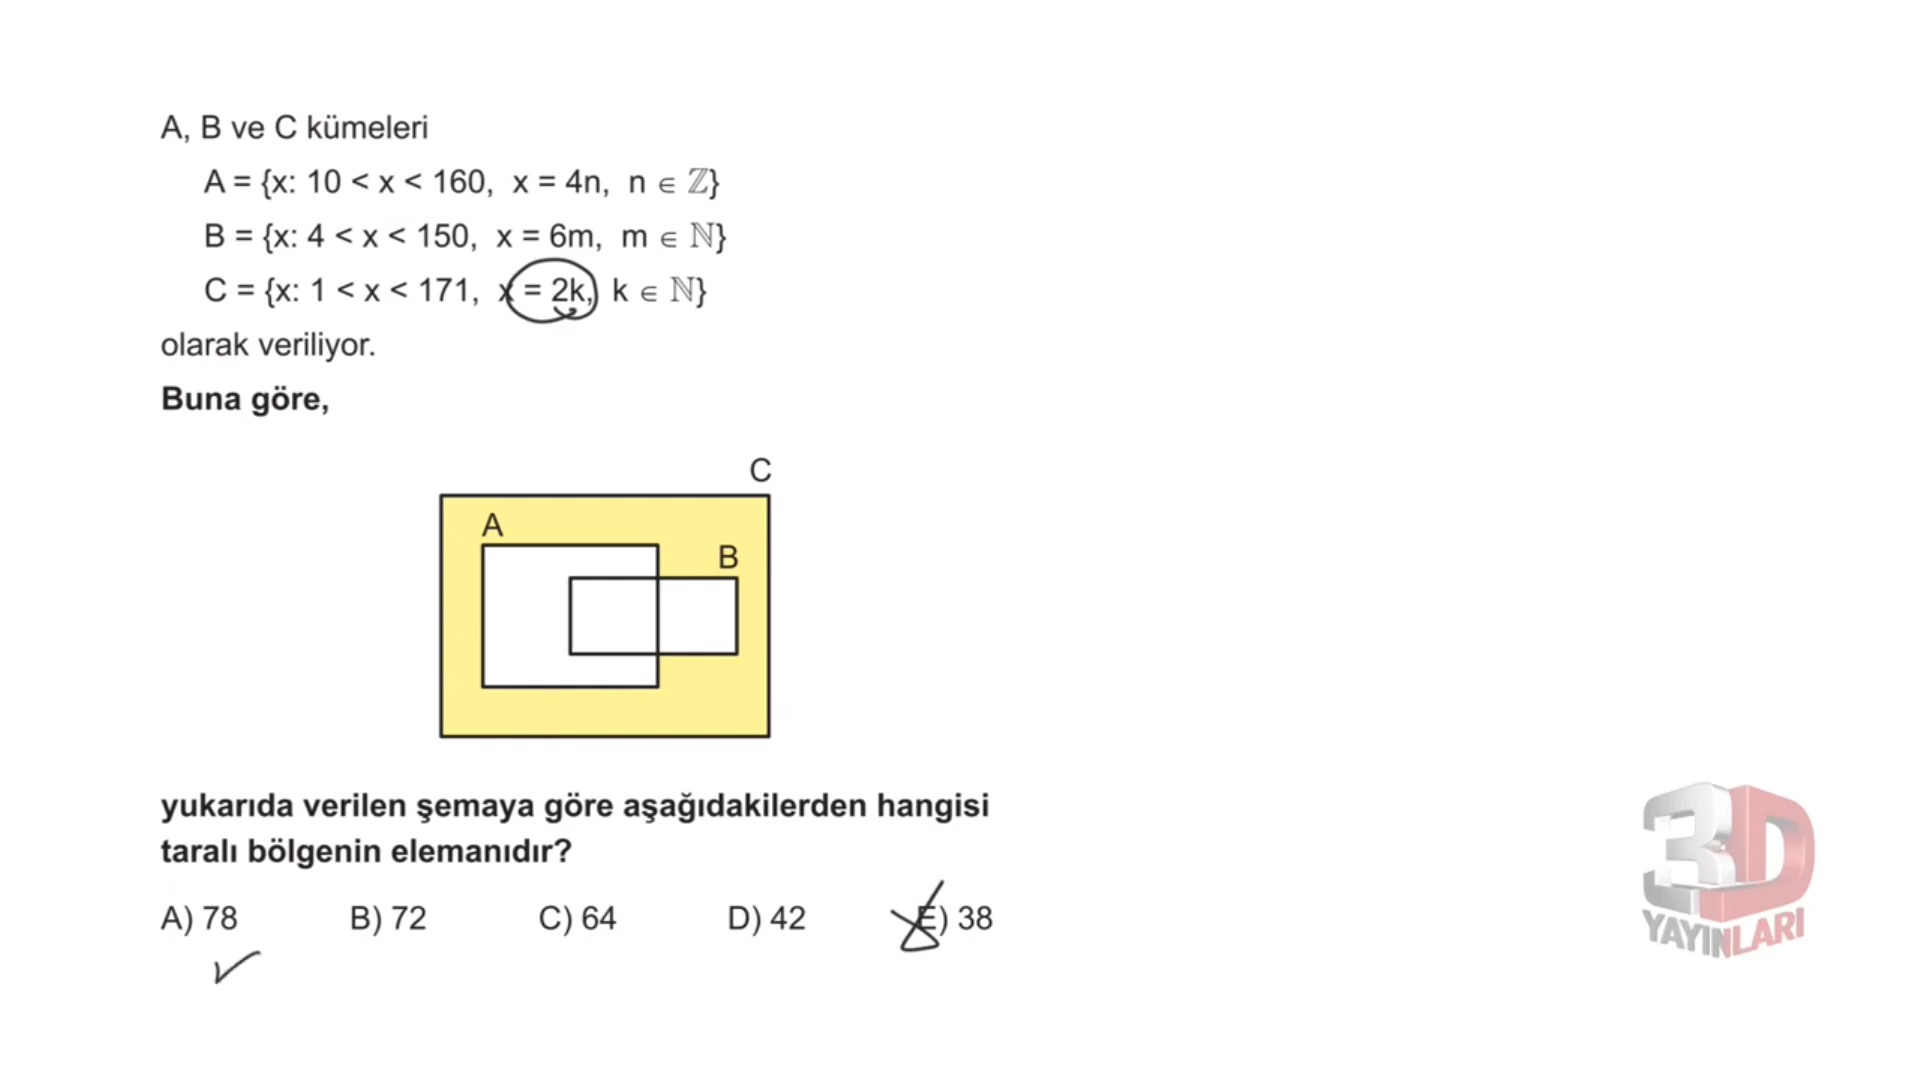 A, B ve C kümeleri
A = {x: 10 < x < 160, x = 4n, n ∈ ℤ}
B = {x: 4 < x < 150, x = 6m, m ∈ ℕ}
C = {x: 1 < x < 171, x = 2k, k ∈ ℕ}
olarak veriliyor.
Buna göre,
C
A
B
yukarıda verilen şemaya göre aşağıdakilerden hangisi
taralı bölgenin elemanıdır?
A) 78 B) 72 C) 64 D) 42 E) 38
3D
YAYINLARI